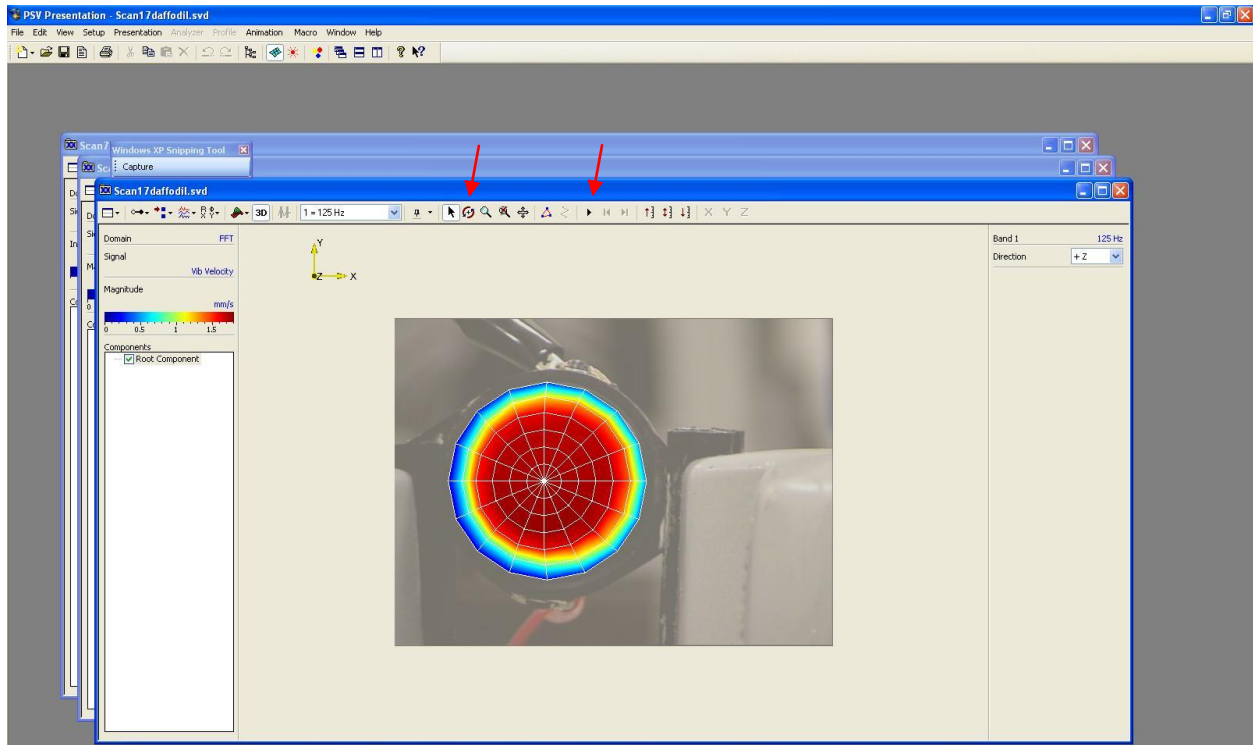 PSV Presentation - Scan17daffodil.svd
File Edit View Setup Presentation Analyzer Profile Animation Macro Window Help
Scan7
Windows XP Snipping Tool
Sc
Capture
Scan17daffodil.svd
3D 1 = 125 Hz X Y Z
Domain FFT
Signal
Vib Velocity
Magnitude
mm/s
0 0.5 1 1.5
Components
Root Component
Y
Z X
Band 1 125 Hz
Direction + Z